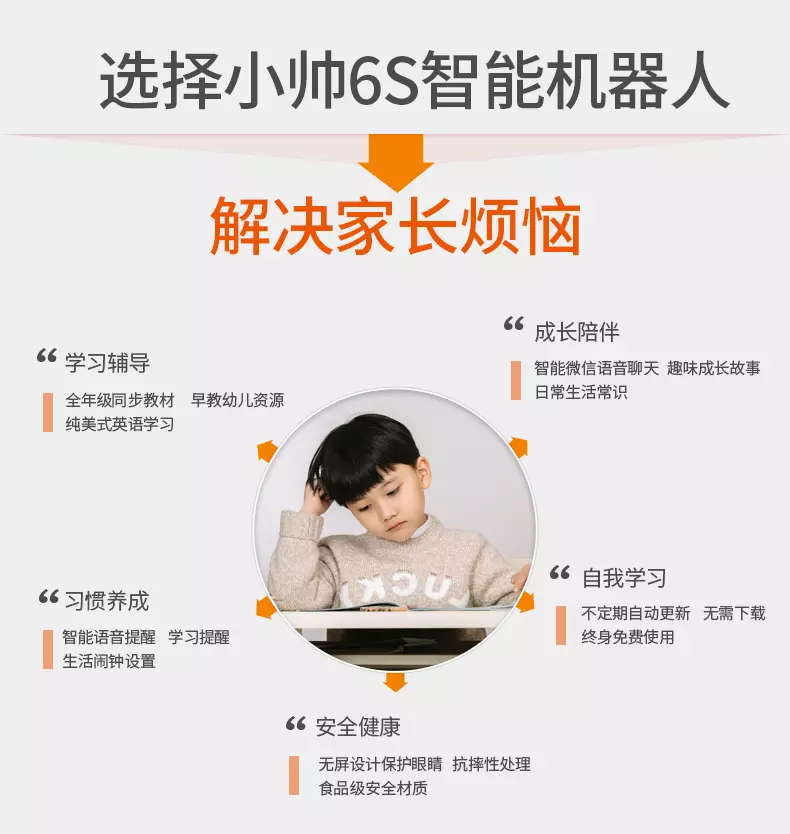 选择小帅6S智能机器人
解决家长烦恼
“ 学习辅导
全年级同步教材 早教幼儿资源
纯美式英语学习
“ 成长陪伴
智能微信语音聊天 趣味成长故事
日常生活常识
LUCKY
“ 习惯养成
智能语音提醒 学习提醒
生活闹钟设置
“ 自我学习
不定期自动更新 无需下载
终身免费使用
“ 安全健康
无屏设计保护眼睛 抗摔性处理
食品级安全材质